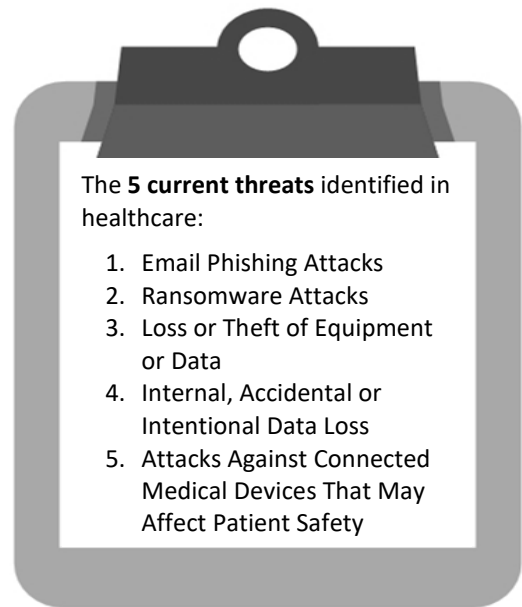 The 5 current threats identified in
healthcare:
1. Email Phishing Attacks
2. Ransomware Attacks
3. Loss or Theft of Equipment
or Data
4. Internal, Accidental or
Intentional Data Loss
5. Attacks Against Connected
Medical Devices That May
Affect Patient Safety